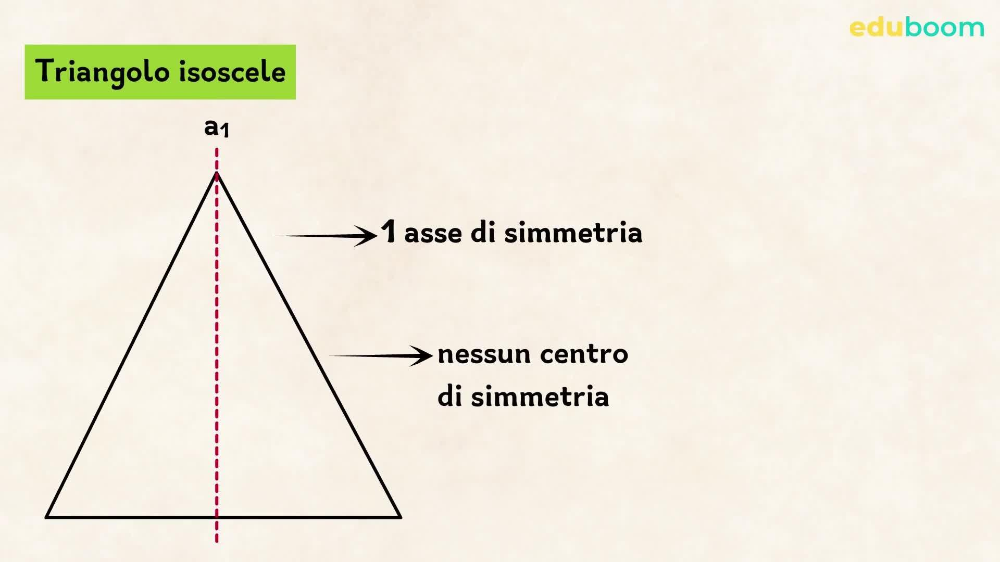 eduboom
Triangolo isoscele
a1
1 asse di simmetria
nessun centro
di simmetria